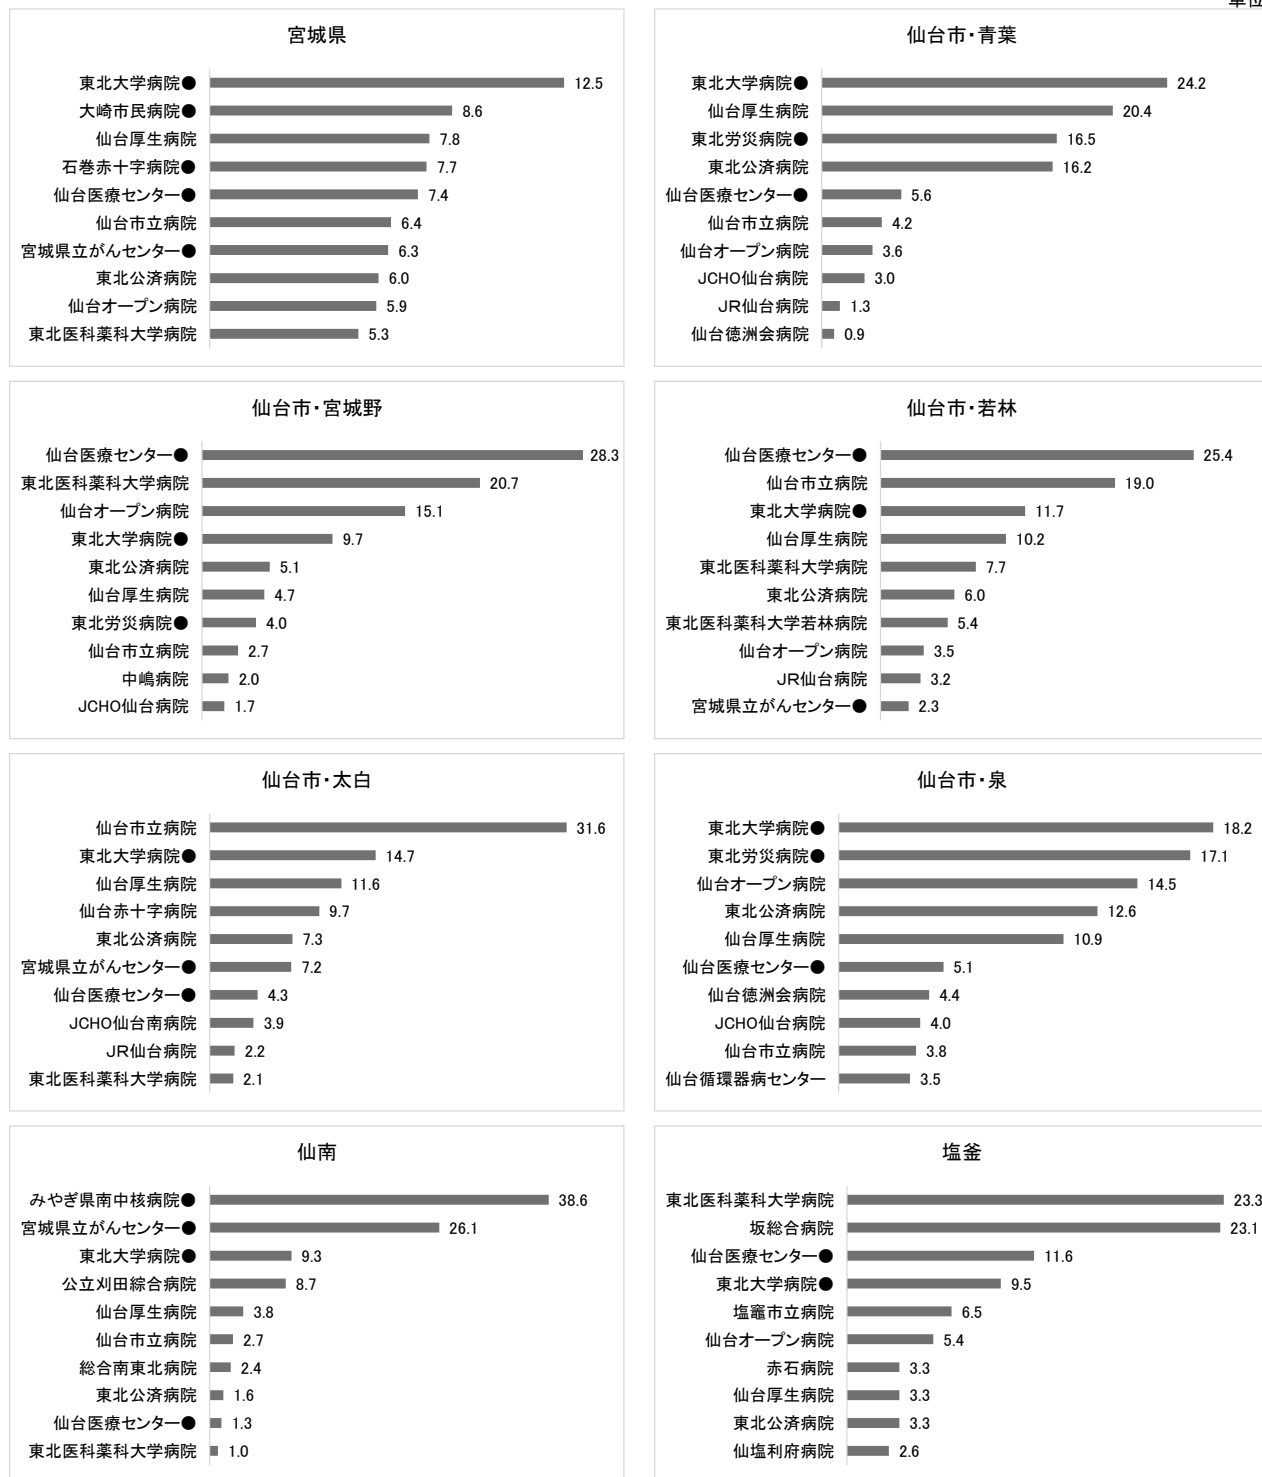 単位
宮城県
東北大学病院● 12.5
大崎市民病院● 8.6
仙台厚生病院 7.8
石巻赤十字病院● 7.7
仙台医療センター● 7.4
仙台市立病院 6.4
宮城県立がんセンター● 6.3
東北公済病院 6.0
仙台オープン病院 5.9
東北医科薬科大学病院 5.3
仙台市・青葉
東北大学病院● 24.2
仙台厚生病院 20.4
東北労災病院● 16.5
東北公済病院 16.2
仙台医療センター● 5.6
仙台市立病院 4.2
仙台オープン病院 3.6
JCHO仙台病院 3.0
JR仙台病院 1.3
仙台徳洲会病院 0.9
仙台市・宮城野
仙台医療センター● 28.3
東北医科薬科大学病院 20.7
仙台オープン病院 15.1
東北大学病院● 9.7
東北公済病院 5.1
仙台厚生病院 4.7
東北労災病院● 4.0
仙台市立病院 2.7
中嶋病院 2.0
JCHO仙台病院 1.7
仙台市・若林
仙台医療センター● 25.4
仙台市立病院 19.0
東北大学病院● 11.7
仙台厚生病院 10.2
東北医科薬科大学病院 7.7
東北公済病院 6.0
東北医科薬科大学若林病院 5.4
仙台オープン病院 3.5
JR仙台病院 3.2
宮城県立がんセンター● 2.3
仙台市・太白
仙台市立病院 31.6
東北大学病院● 14.7
仙台厚生病院 11.6
仙台赤十字病院 9.7
東北公済病院 7.3
宮城県立がんセンター● 7.2
仙台医療センター● 4.3
JCHO仙台南病院 3.9
JR仙台病院 2.2
東北医科薬科大学病院 2.1
仙台市・泉
東北大学病院● 18.2
東北労災病院● 17.1
仙台オープン病院 14.5
東北公済病院 12.6
仙台厚生病院 10.9
仙台医療センター● 5.1
仙台徳洲会病院 4.4
JCHO仙台病院 4.0
仙台市立病院 3.8
仙台循環器病センター 3.5
仙南
みやぎ県南中核病院● 38.6
宮城県立がんセンター● 26.1
東北大学病院● 9.3
公立刈田綜合病院 8.7
仙台厚生病院 3.8
仙台市立病院 2.7
総合南東北病院 2.4
東北公済病院 1.6
仙台医療センター● 1.3
東北医科薬科大学病院 1.0
塩釜
東北医科薬科大学病院 23.3
坂総合病院 23.1
仙台医療センター● 11.6
東北大学病院● 9.5
塩竈市立病院 6.5
仙台オープン病院 5.4
赤石病院 3.3
仙台厚生病院 3.3
東北公済病院 3.3
仙塩利府病院 2.6